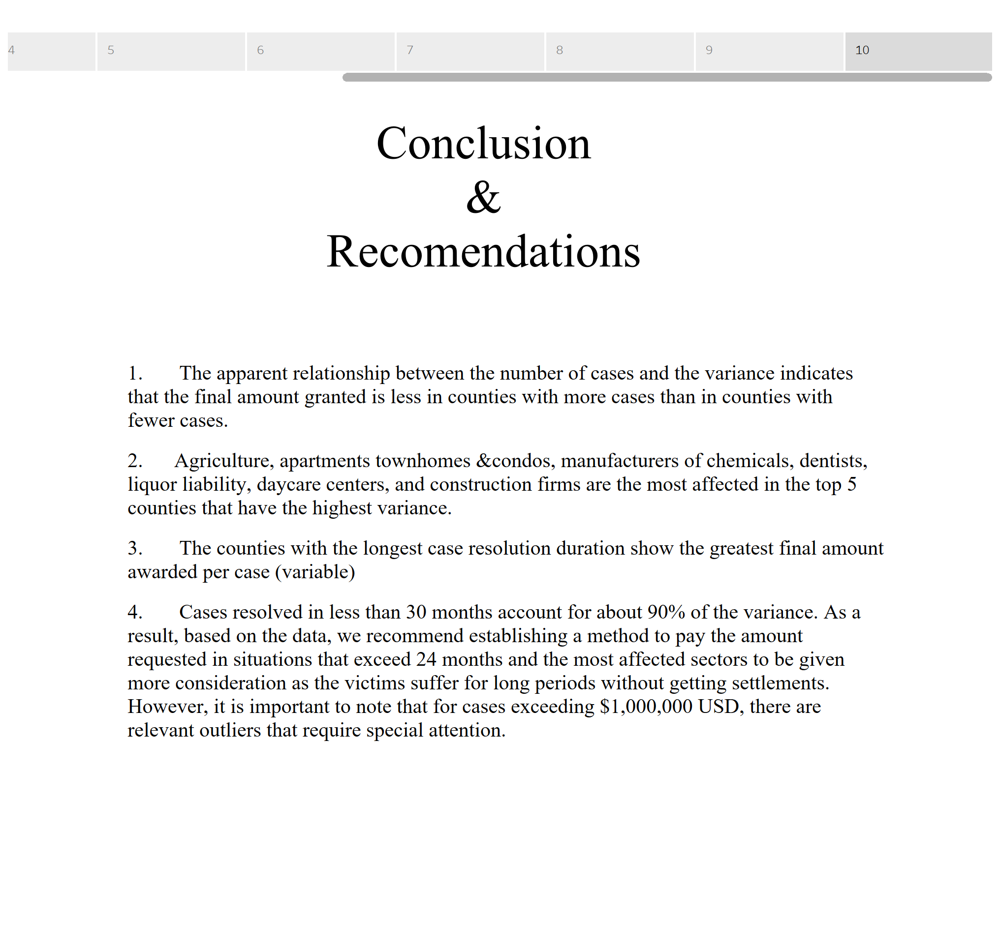 4 5 6 7 8 9 10
Conclusion
&
Recomendations
1. The apparent relationship between the number of cases and the variance indicates
that the final amount granted is less in counties with more cases than in counties with
fewer cases.
2. Agriculture, apartments townhomes &condos, manufacturers of chemicals, dentists,
liquor liability, daycare centers, and construction firms are the most affected in the top 5
counties that have the highest variance.
3. The counties with the longest case resolution duration show the greatest final amount
awarded per case (variable)
4. Cases resolved in less than 30 months account for about 90% of the variance. As a
result, based on the data, we recommend establishing a method to pay the amount
requested in situations that exceed 24 months and the most affected sectors to be given
more consideration as the victims suffer for long periods without getting settlements.
However, it is important to note that for cases exceeding $1,000,000 USD, there are
relevant outliers that require special attention.